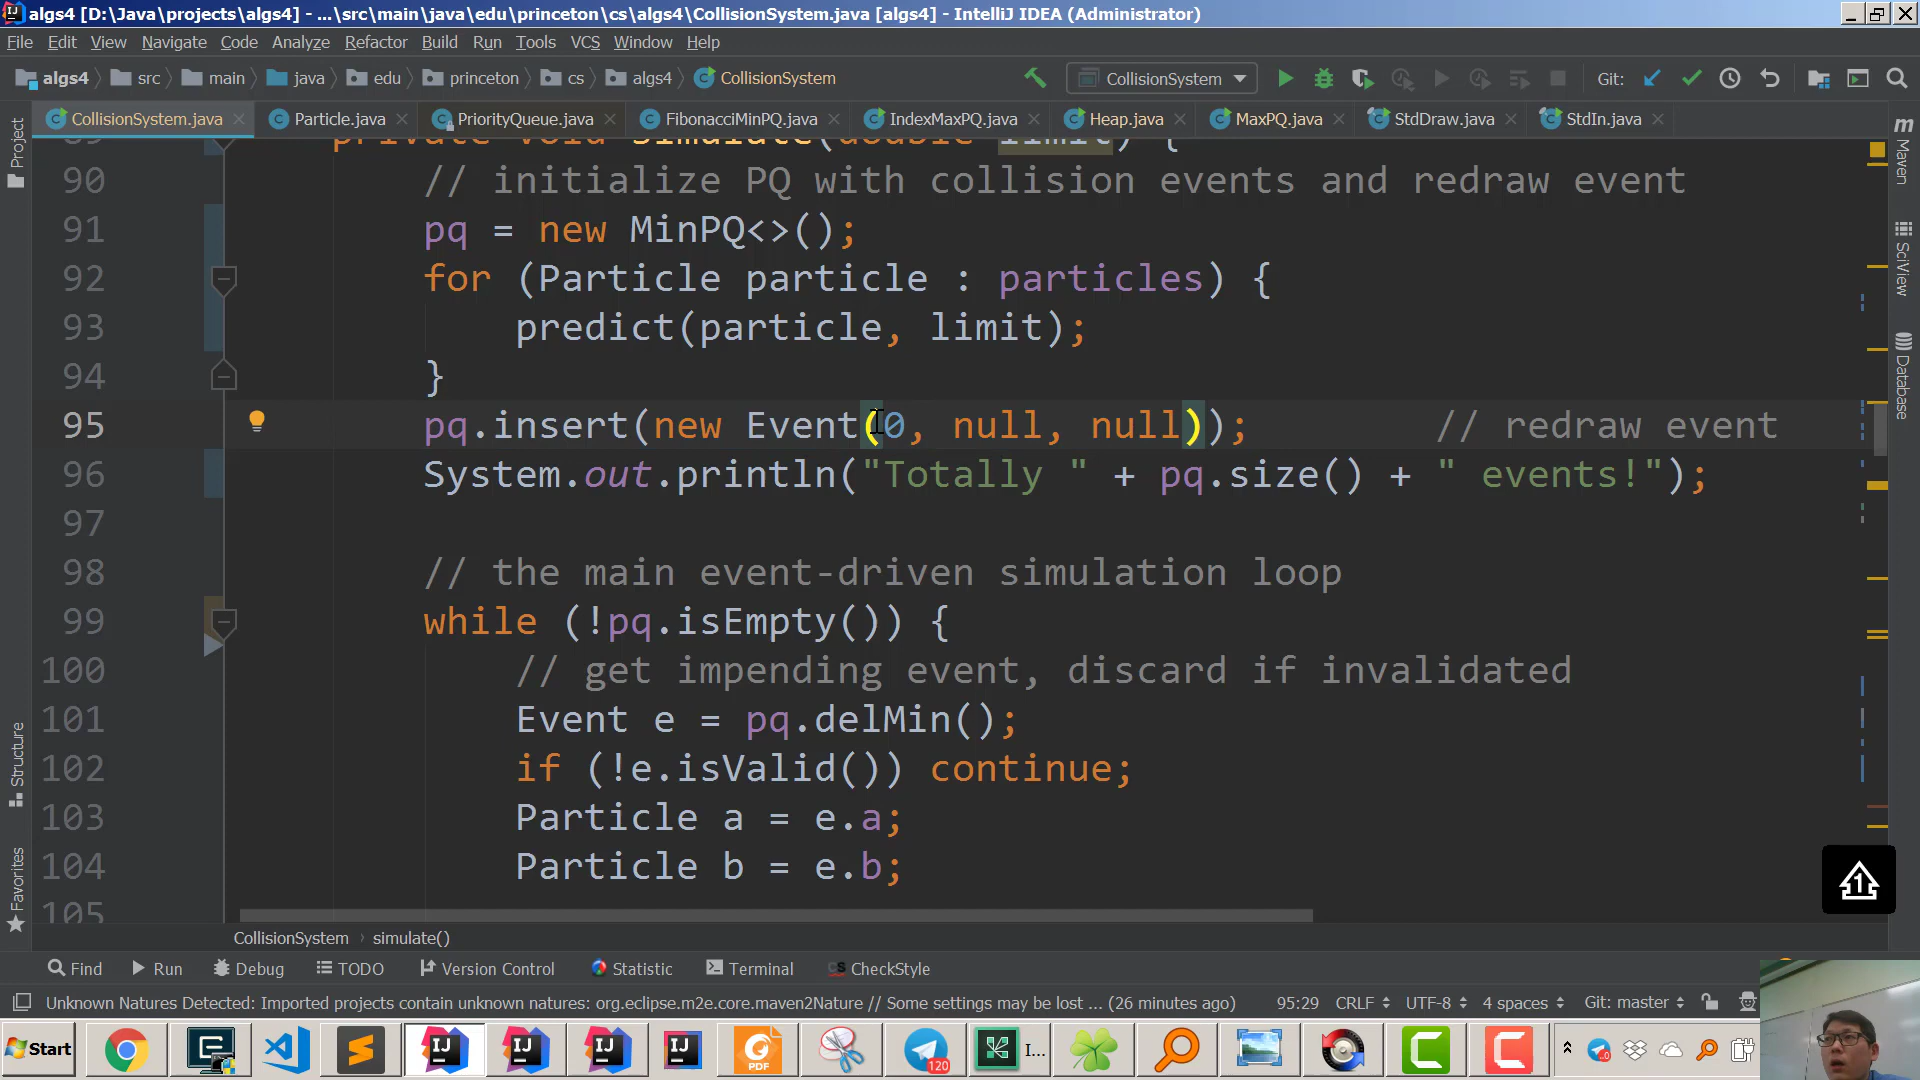 algs4 [D:\Java\projects\algs4] - ...\src\main\java\edu\princeton\cs\algs4\CollisionSystem.java [algs4] - IntelliJ IDEA (Administrator)
File Edit View Navigate Code Analyze Refactor Build Run Tools VCS Window Help
algs4 src main java edu princeton cs algs4 CollisionSystem CollisionSystem Git:
CollisionSystem.java Particle.java PriorityQueue.java FibonacciMinPQ.java IndexMaxPQ.java Heap.java MaxPQ.java StdDraw.java StdIn.java
Project
Structure
Favorites
Maven
SciView
Database
89 private void simulate(double limit) {
90 // initialize PQ with collision events and redraw event
91 pq = new MinPQ<>();
92 for (Particle particle : particles) {
93 predict(particle, limit);
94 }
95 pq.insert(new Event(0, null, null)); // redraw event
96 System.out.println("Totally " + pq.size() + " events!");
97
98 // the main event-driven simulation loop
99 while (!pq.isEmpty()) {
100 // get impending event, discard if invalidated
101 Event e = pq.delMin();
102 if (!e.isValid()) continue;
103 Particle a = e.a;
104 Particle b = e.b;
105
CollisionSystem › simulate()
Find Run Debug TODO Version Control Statistic Terminal CheckStyle
Unknown Natures Detected: Imported projects contain unknown natures: org.eclipse.m2e.core.maven2Nature // Some settings may be lost ... (26 minutes ago) 95:29 CRLF UTF-8 4 spaces Git: master
Start PDF 120 I...